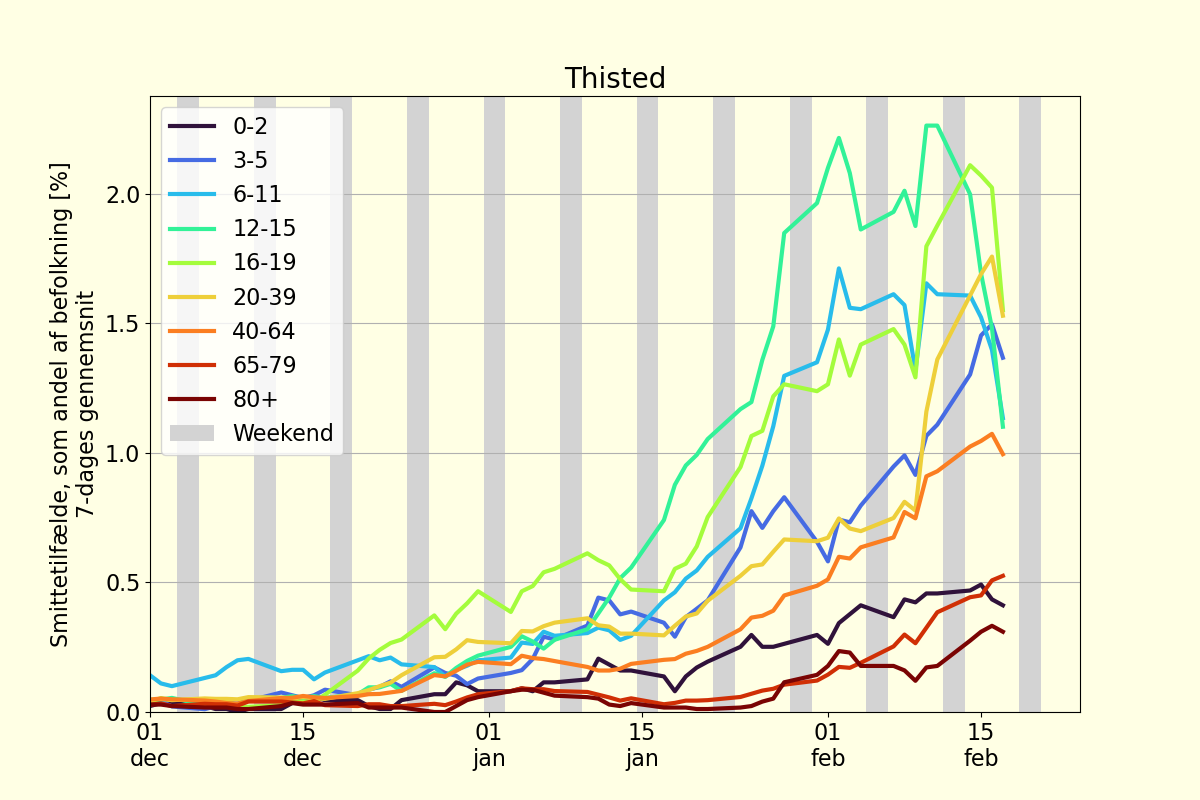 Thisted
Smittetilfælde, som andel af befolkning [%]
7-dages gennemsnit
2.0
1.5
1.0
0.5
0.0
0-2
3-5
6-11
12-15
16-19
20-39
40-64
65-79
80+
Weekend
01 15 01 15 01 15
dec dec jan jan feb feb